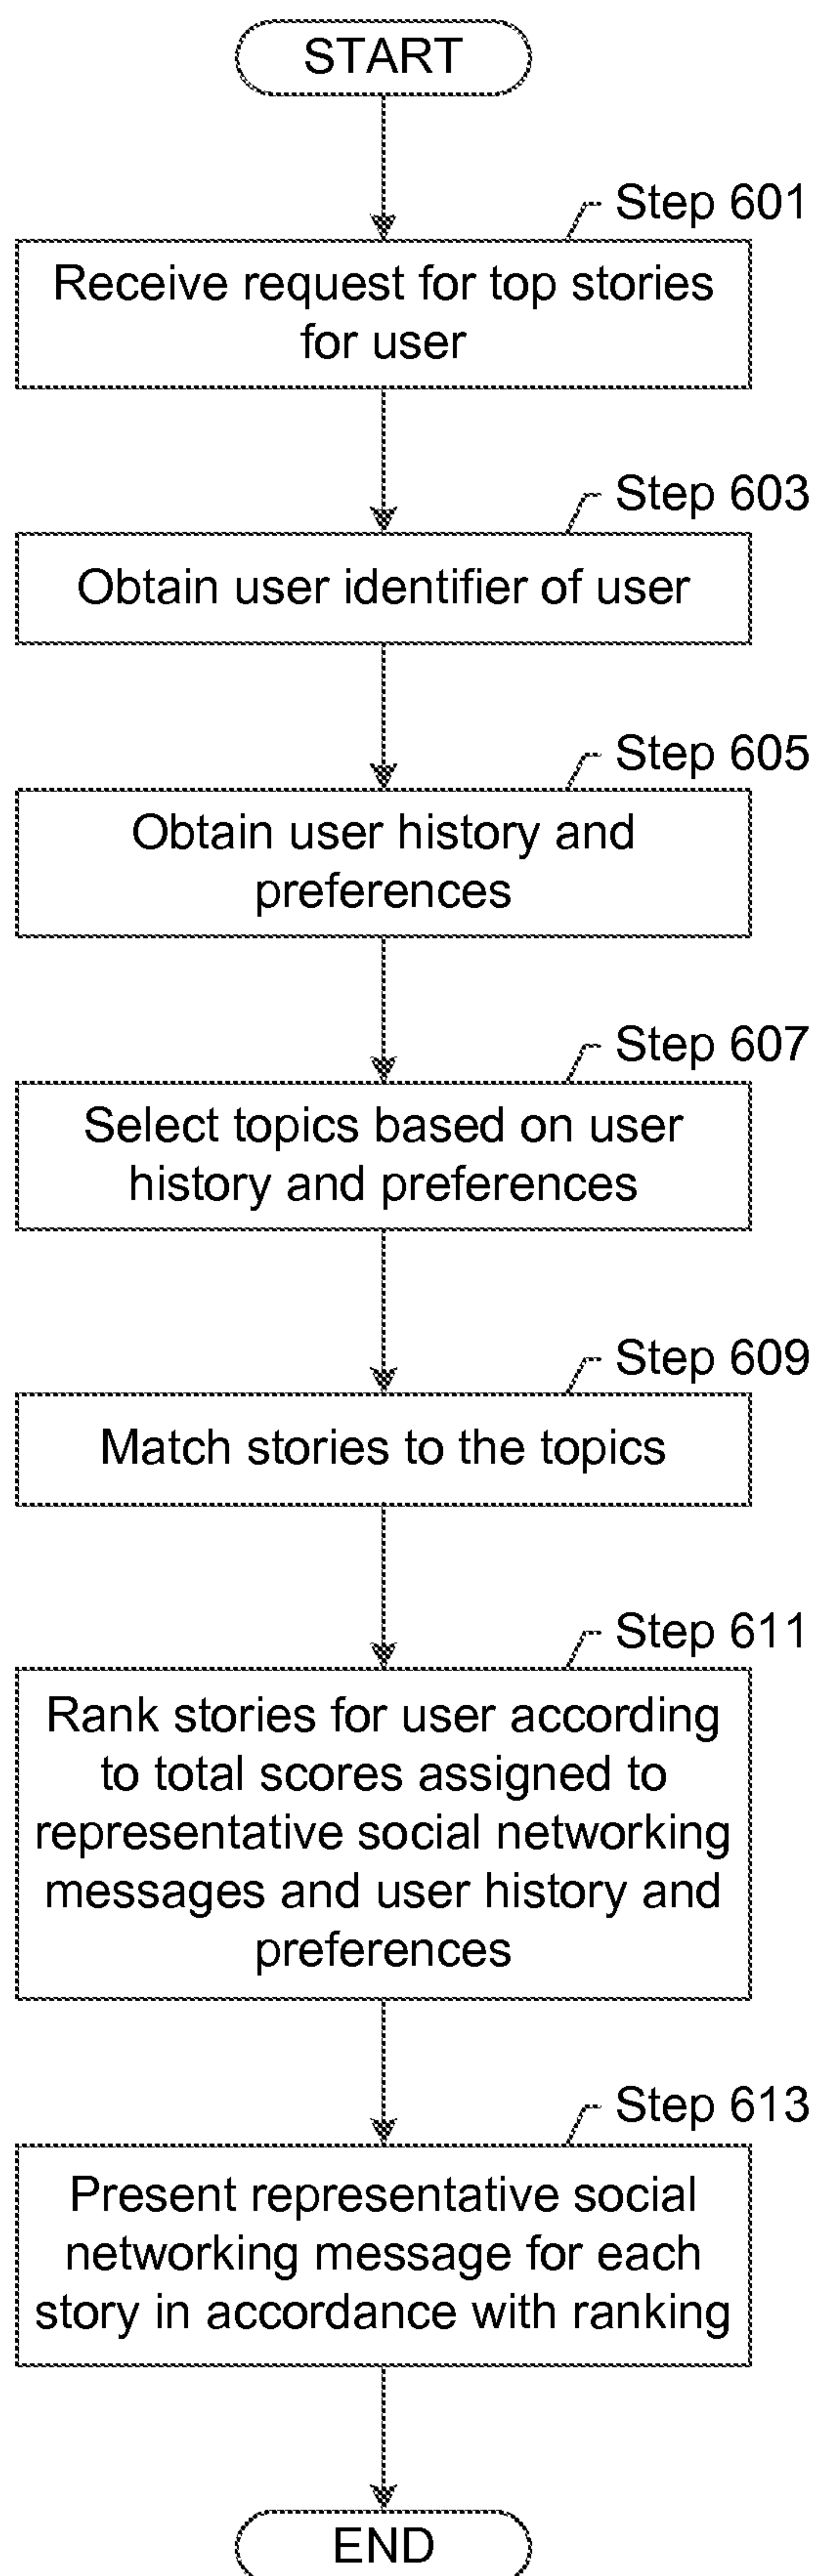 START
Step 601
Receive request for top stories
for user
Step 603
Obtain user identifier of user
Step 605
Obtain user history and
preferences
Step 607
Select topics based on user
history and preferences
Step 609
Match stories to the topics
Step 611
Rank stories for user according
to total scores assigned to
representative social networking
messages and user history and
preferences
Step 613
Present representative social
networking message for each
story in accordance with ranking
END